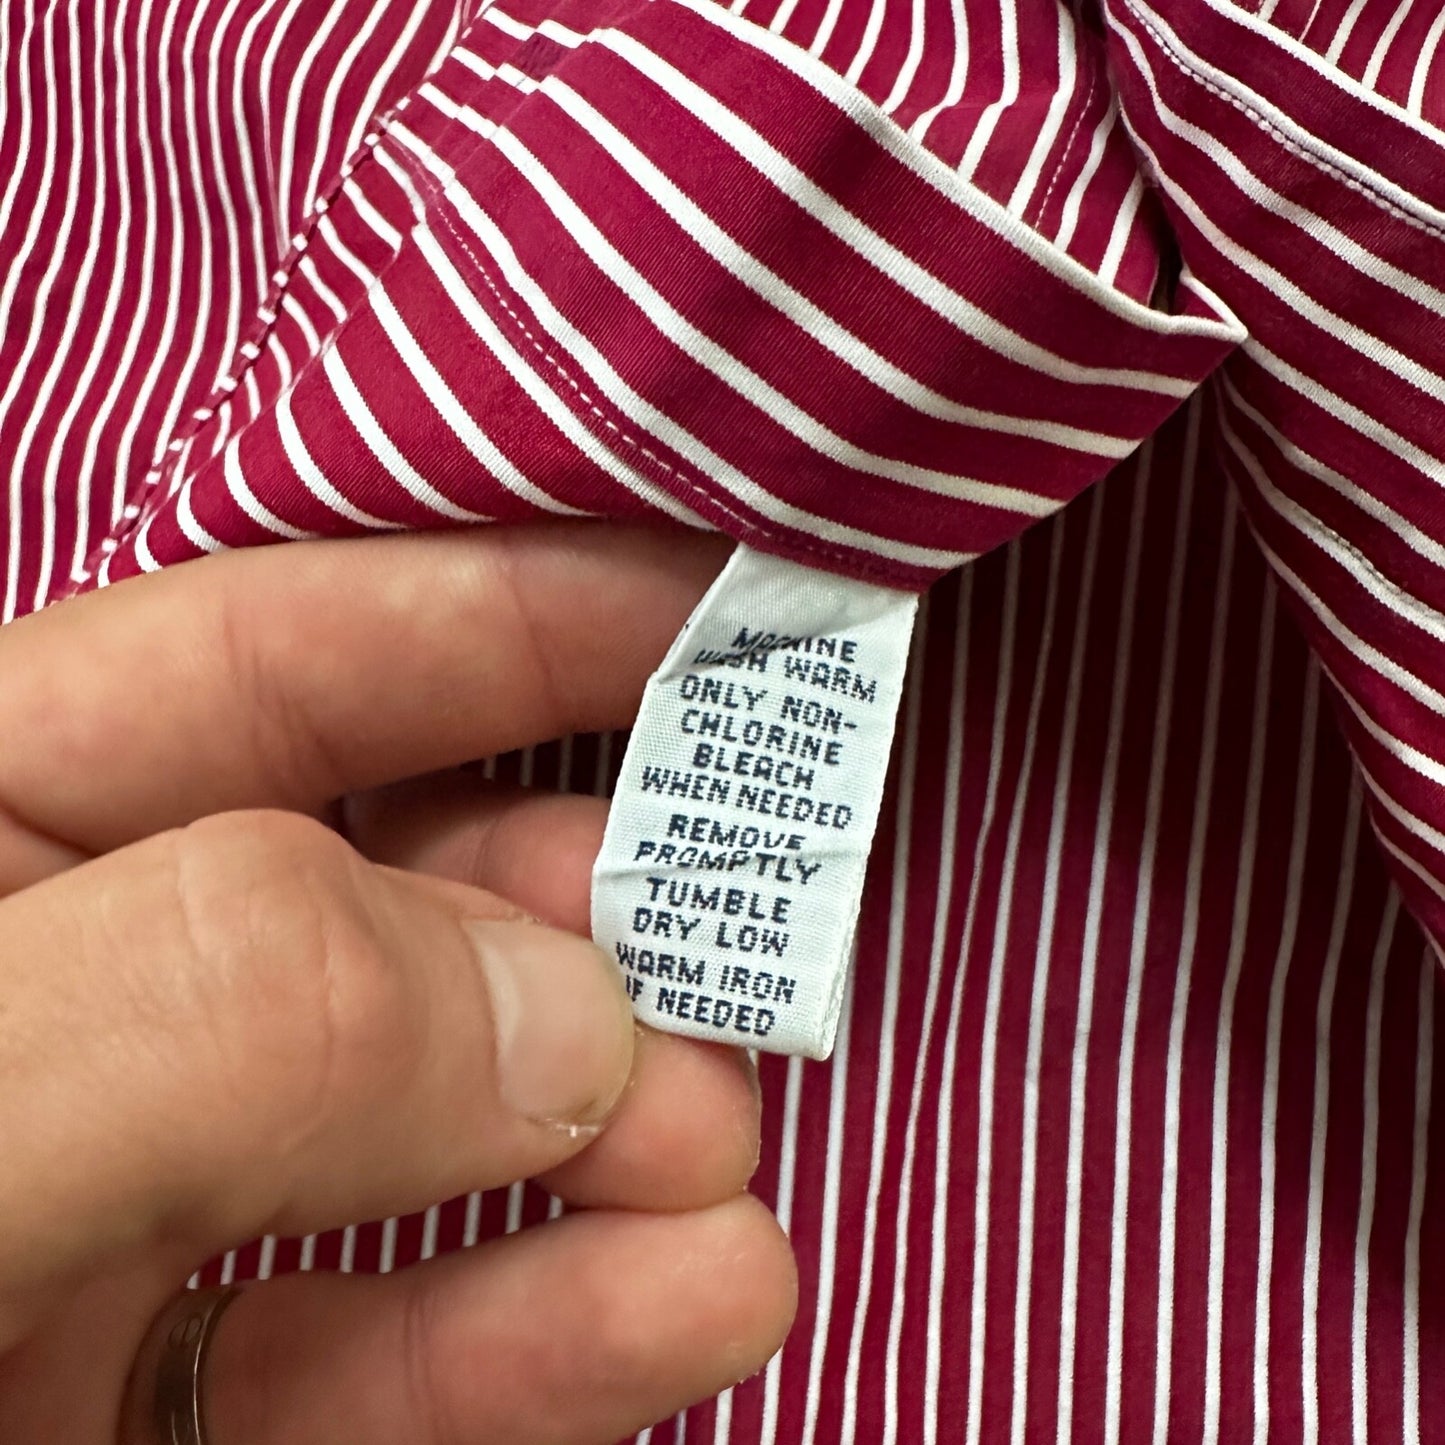 MACHINE
WASH WARM
ONLY NON-
CHLORINE
BLEACH
WHEN NEEDED
REMOVE
PROMPTLY
TUMBLE
DRY LOW
WARM IRON
IF NEEDED